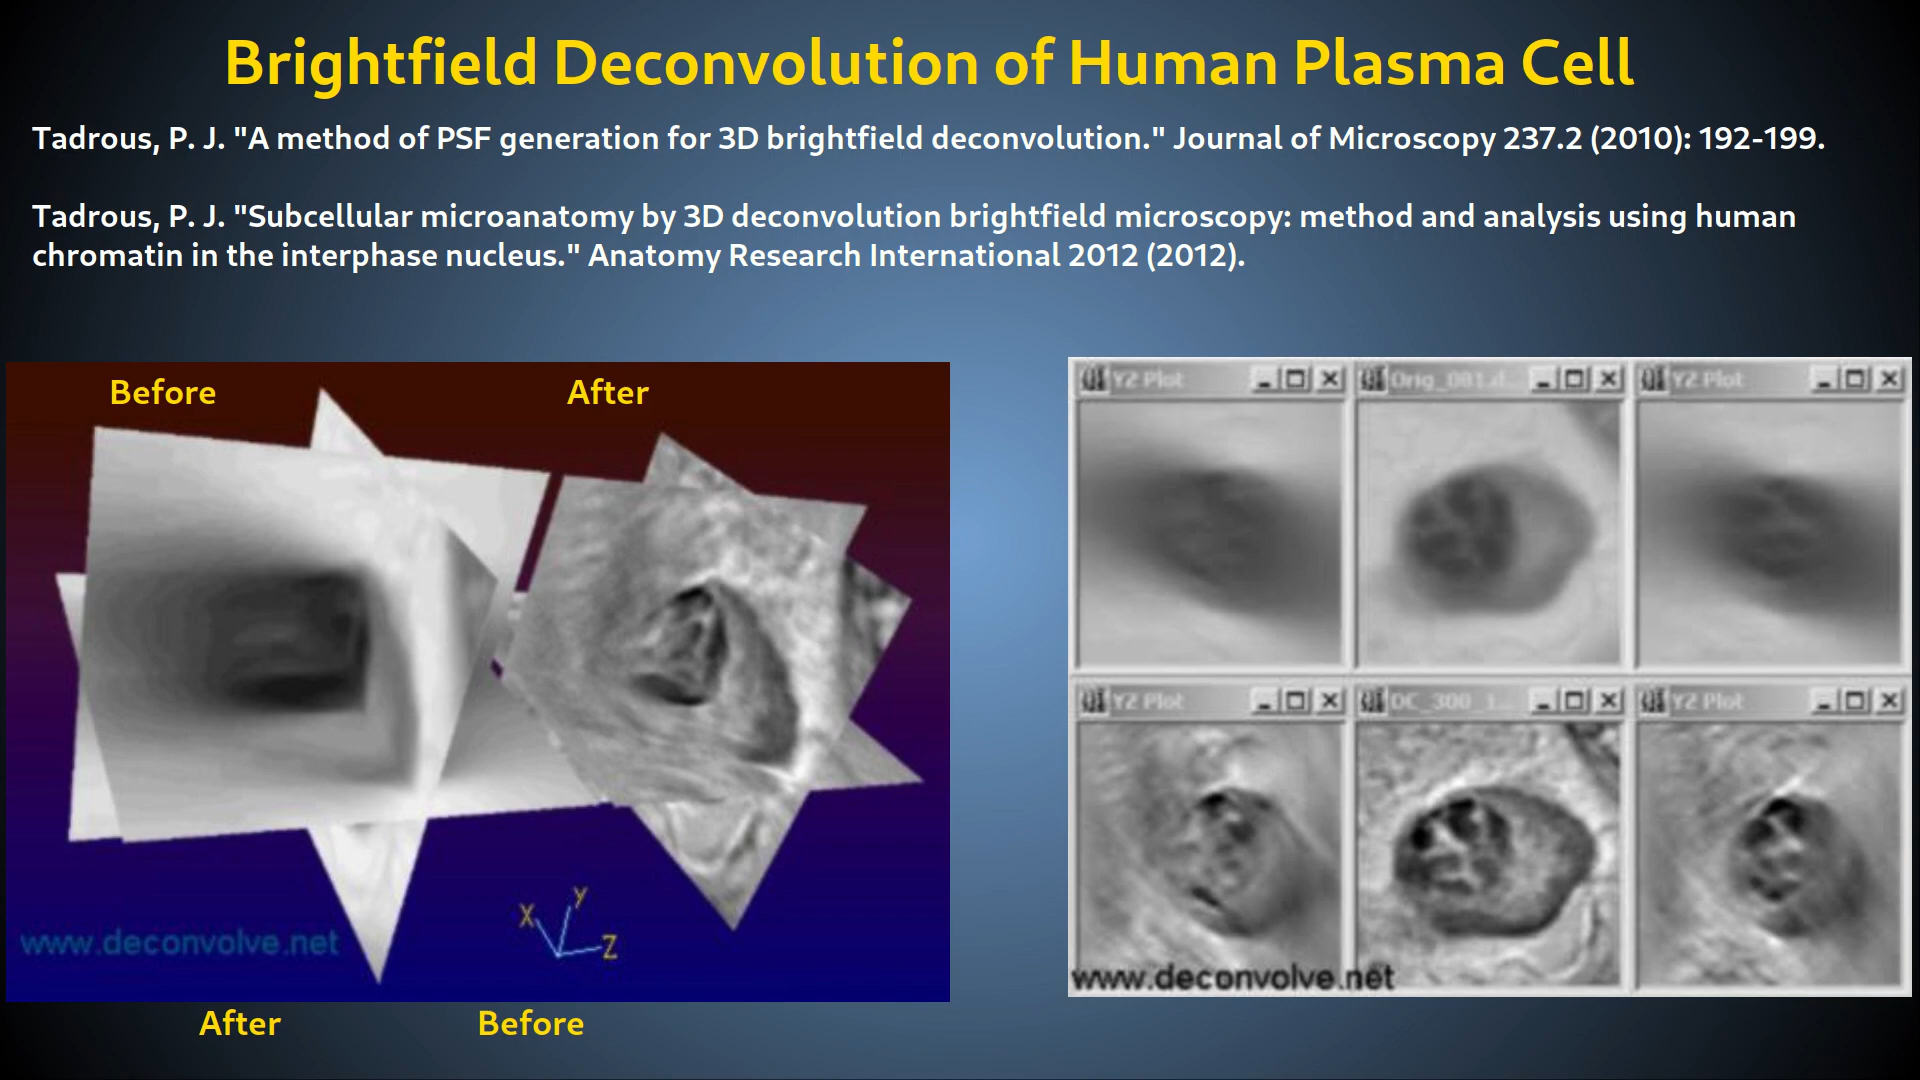 Brightfield Deconvolution of Human Plasma Cell
Tadrous, P. J. "A method of PSF generation for 3D brightfield deconvolution." Journal of Microscopy 237.2 (2010): 192-199.
Tadrous, P. J. "Subcellular microanatomy by 3D deconvolution brightfield microscopy: method and analysis using human
chromatin in the interphase nucleus." Anatomy Research International 2012 (2012).
Before After
X Y Z
www.deconvolve.net
After Before
YZ Plot Orig_001.d... YZ Plot
YZ Plot DC_300_1... YZ Plot
www.deconvolve.net